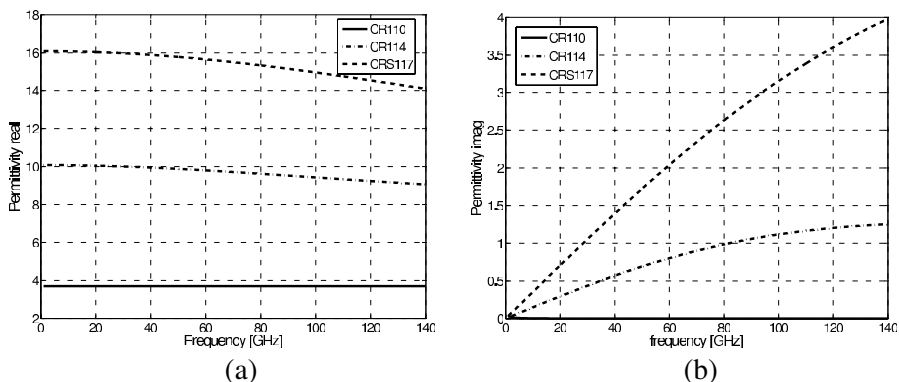 18
16
14
12
10
8
6
4
2
Permittivity reall
CR110
CR114
CRS117
0 20 40 60 80 100 120 140
Frequency [GHz]
(a)
4
3.5
3
2.5
2
1.5
1
0.5
0
Permittivity imag
CR110
CR114
CRS117
0 20 40 60 80 100 120 140
frequency [GHz]
(b)